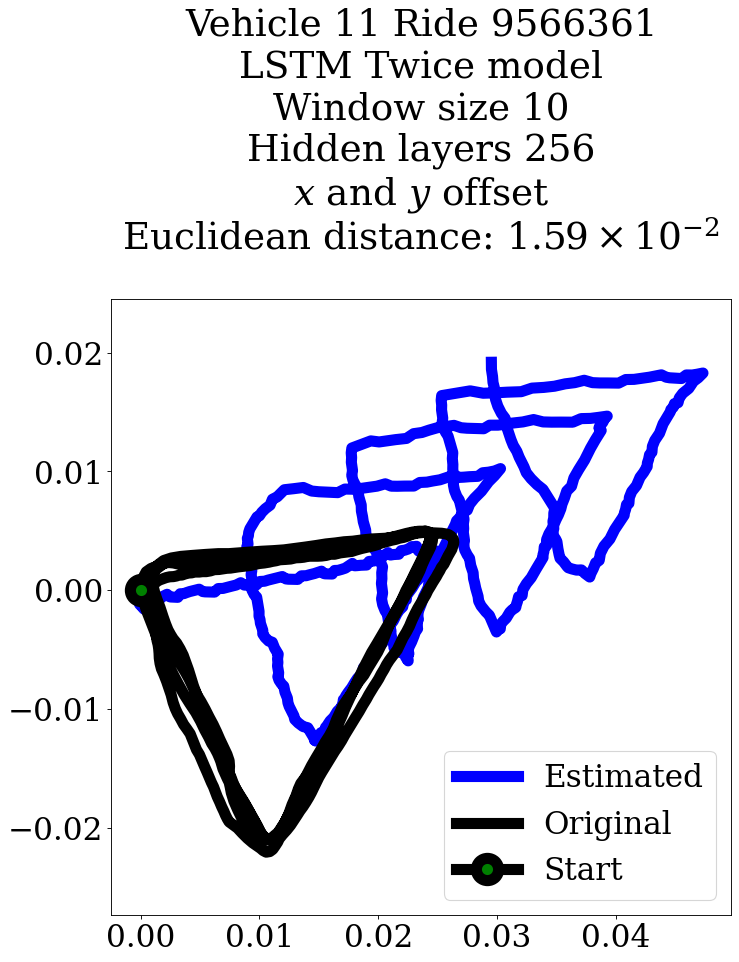 Vehicle 11 Ride 9566361
LSTM Twice model
Window size 10
Hidden layers 256
x and y offset
Euclidean distance: 1.59 × 10⁻²
0.02
0.01
0.00
−0.01
−0.02
Estimated
Original
Start
0.00 0.01 0.02 0.03 0.04